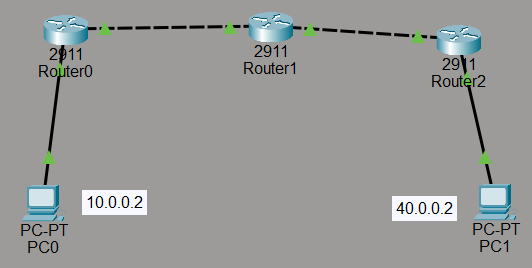 2911
Router0
2911
Router1
2911
Router2
10.0.0.2
PC-PT
PC0
40.0.0.2
PC-PT
PC1